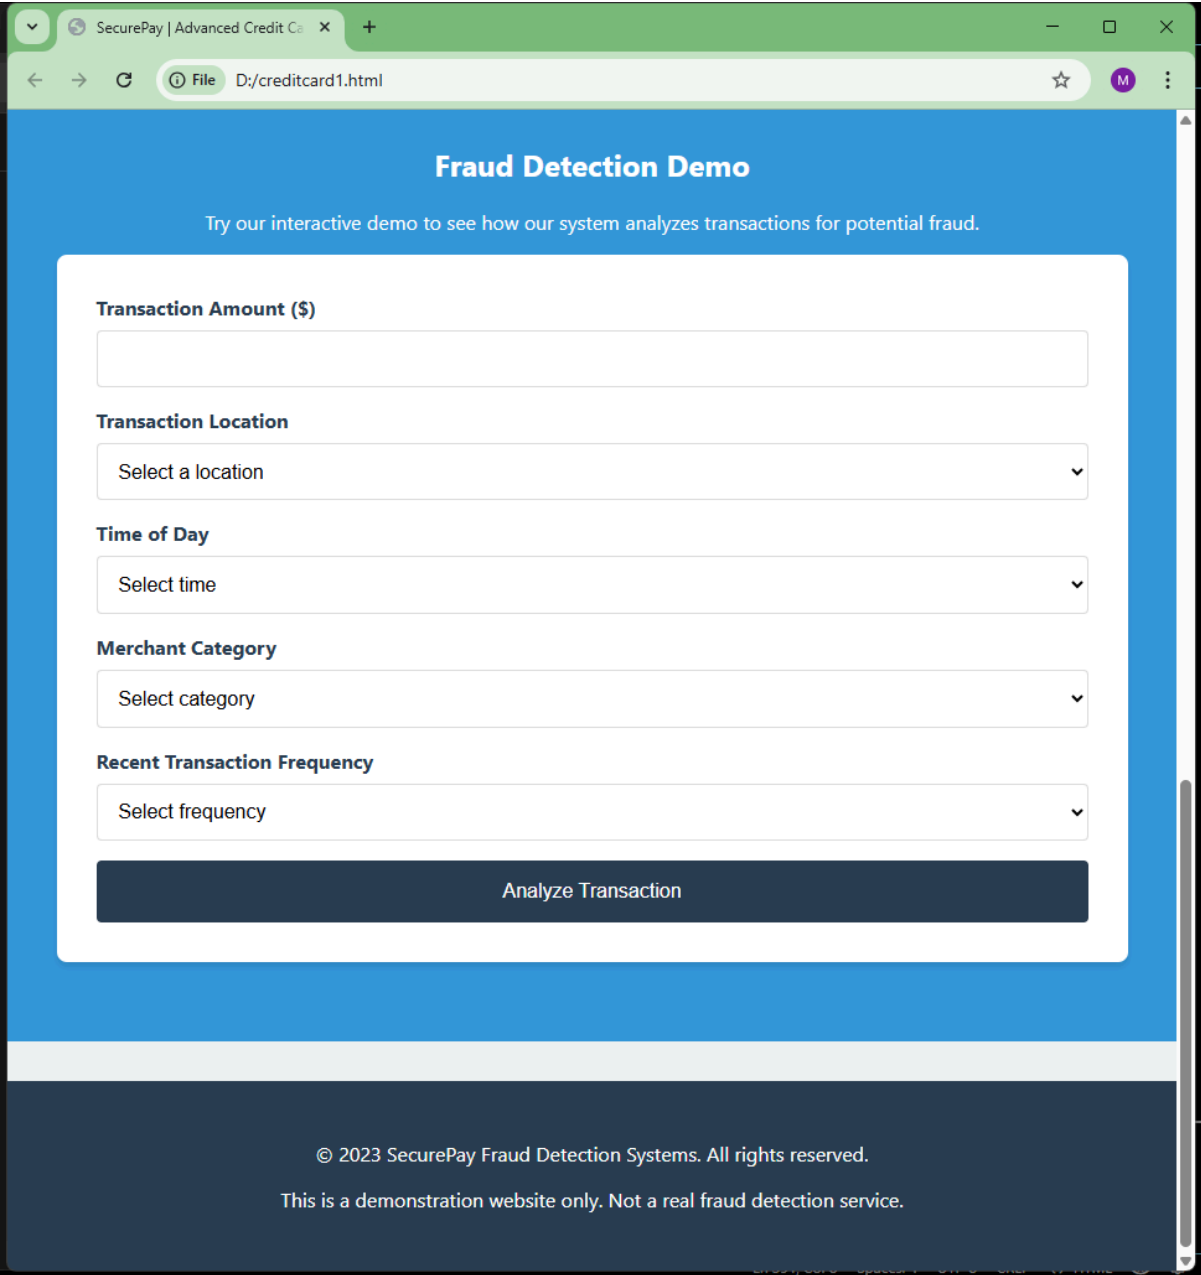 SecurePay | Advanced Credit Ca
File D:/creditcard1.html
M
Fraud Detection Demo
Try our interactive demo to see how our system analyzes transactions for potential fraud.
Transaction Amount ($)
Transaction Location
Select a location
Time of Day
Select time
Merchant Category
Select category
Recent Transaction Frequency
Select frequency
Analyze Transaction
© 2023 SecurePay Fraud Detection Systems. All rights reserved.
This is a demonstration website only. Not a real fraud detection service.